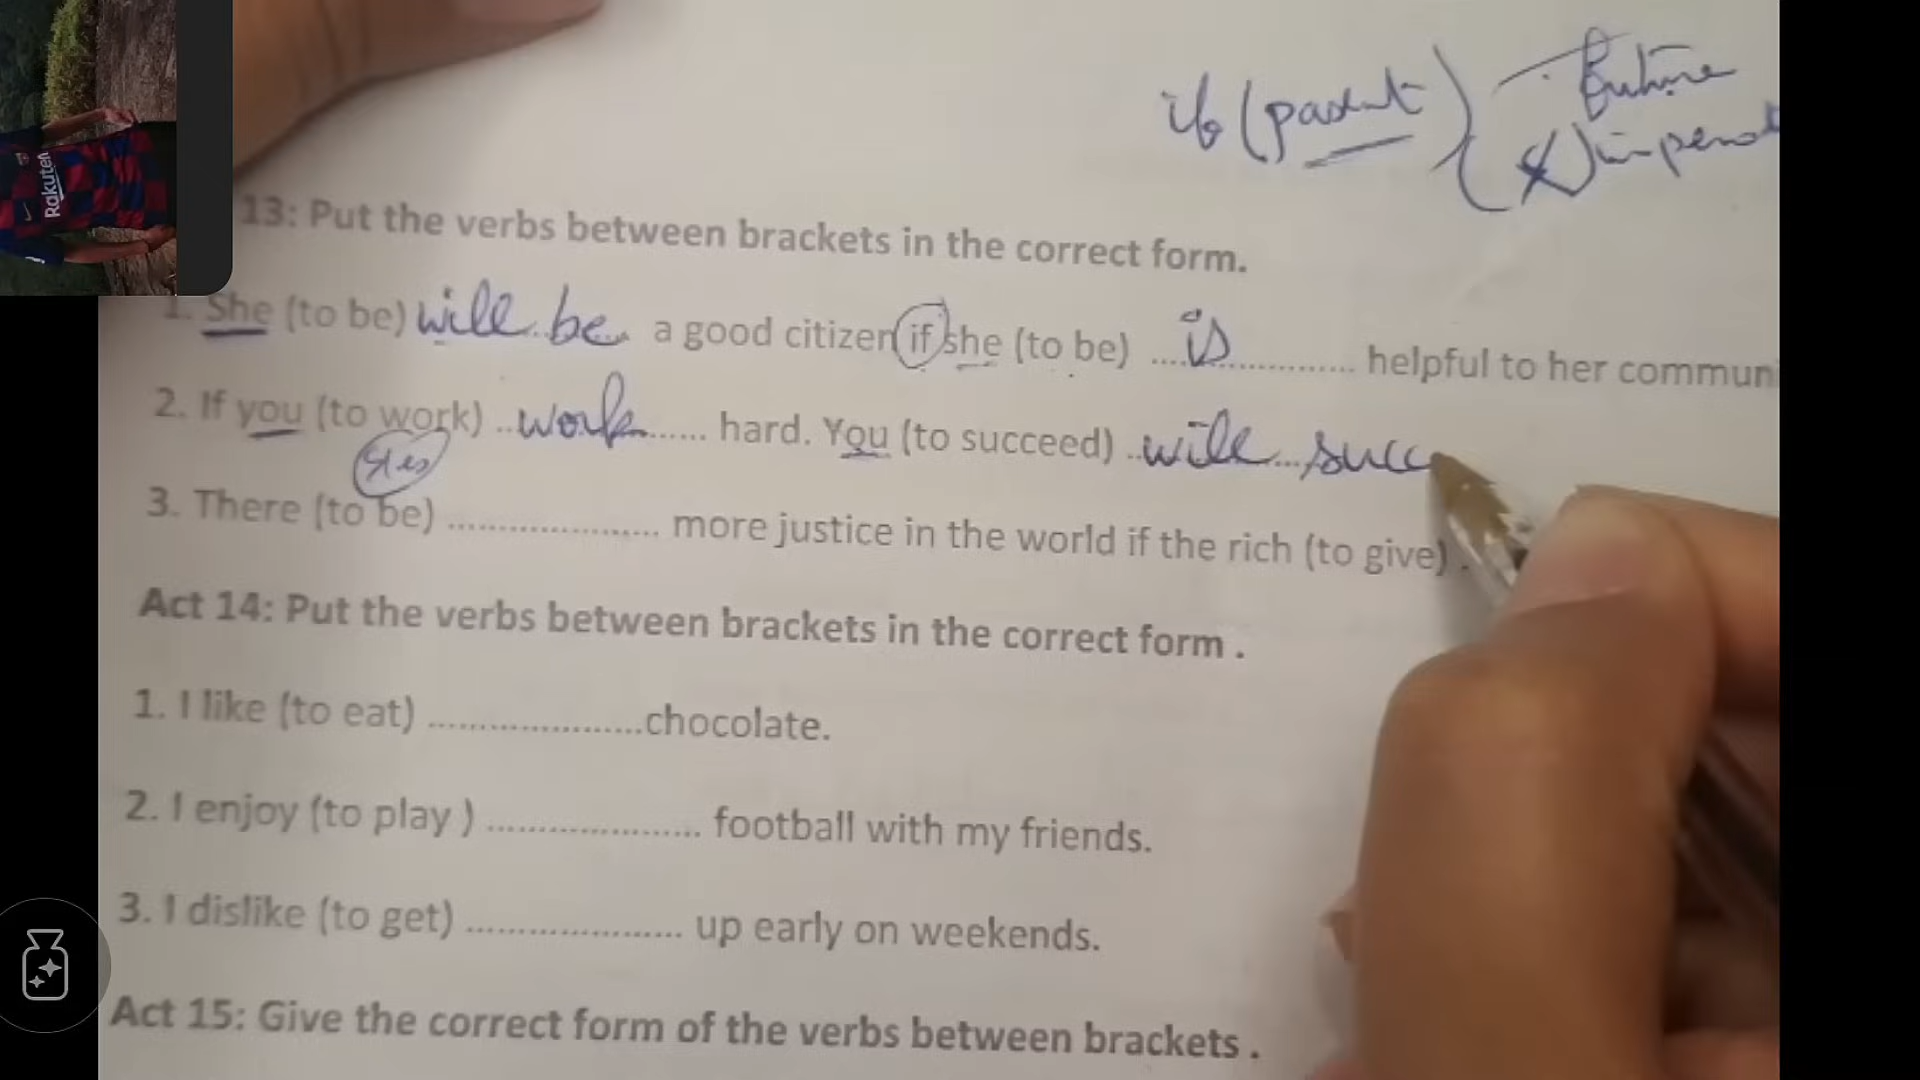 if (present) Future
Rakuten
13: Put the verbs between brackets in the correct form.
1. She (to be) will be a good citizen if she (to be) .... is ............ helpful to her communi
2. If you (to work) .. work ...... hard. You (to succeed) .. will ... succ
3. There (to be) .................... more justice in the world if the rich (to give) .
Act 14: Put the verbs between brackets in the correct form .
1. I like (to eat) .....................chocolate.
2. I enjoy (to play ) ..................... football with my friends.
3. I dislike (to get) ..................... up early on weekends.
Act 15: Give the correct form of the verbs between brackets .